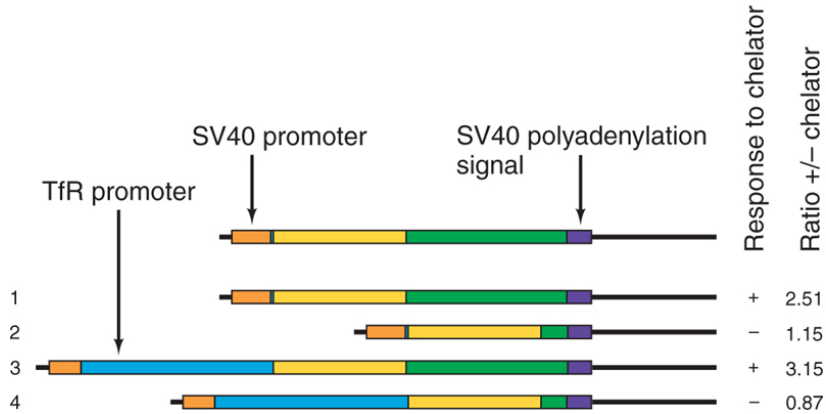 SV40 promoter
SV40 polyadenylation
signal
TfR promoter
Response to chelator
Ratio +/– chelator
1 + 2.51
2 – 1.15
3 + 3.15
4 – 0.87